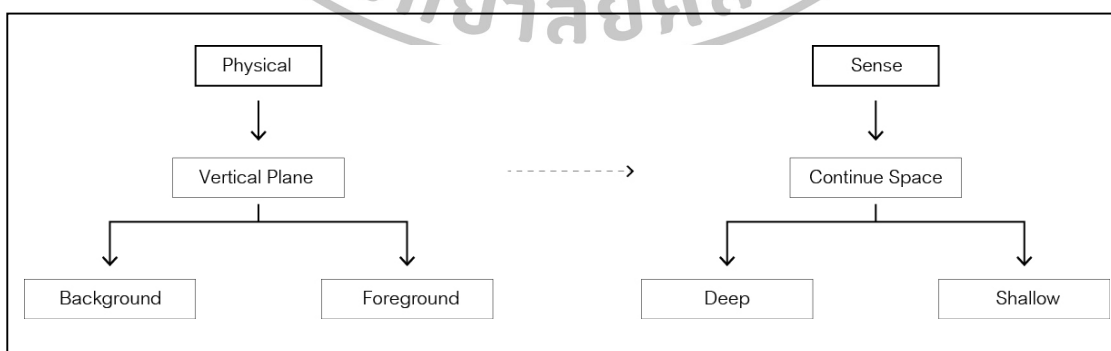 Physical
Sense
Vertical Plane
Continue Space
Background
Foreground
Deep
Shallow